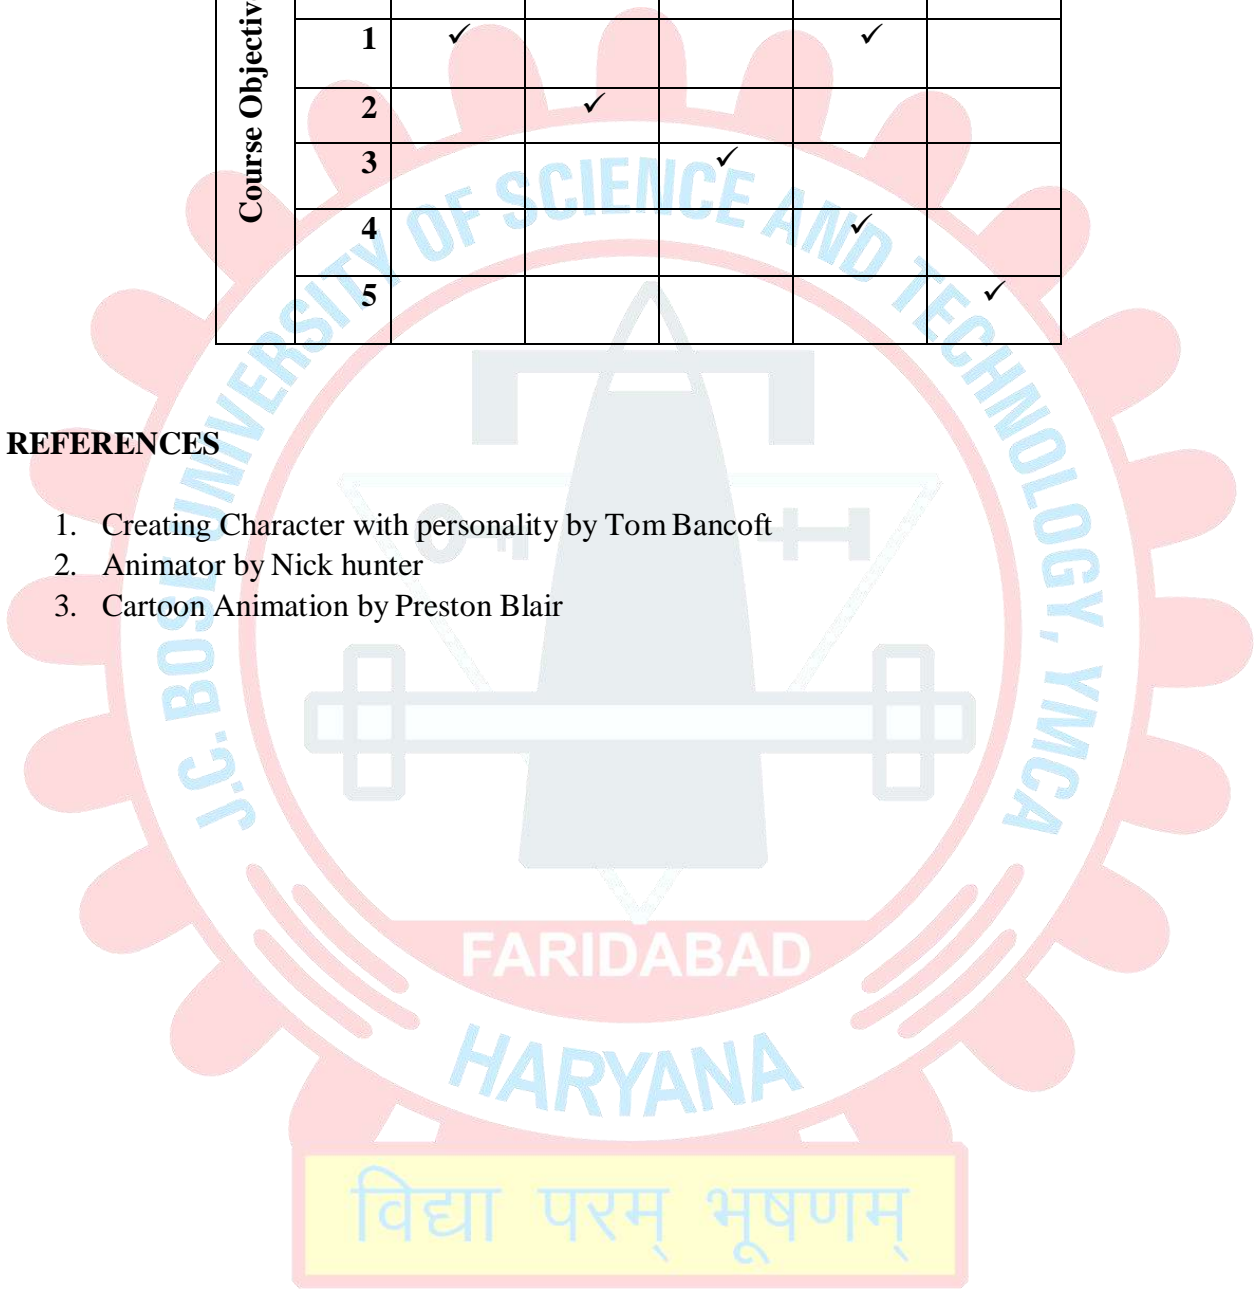 Course Objectiv
1 ✓ ✓
2 ✓
3 ✓
4 ✓
5 ✓
REFERENCES
1. Creating Character with personality by Tom Bancoft
2. Animator by Nick hunter
3. Cartoon Animation by Preston Blair
J.C. BOSE UNIVERSITY OF SCIENCE AND TECHNOLOGY, YMCA
FARIDABAD
HARYANA
विद्या परम् भूषणम्